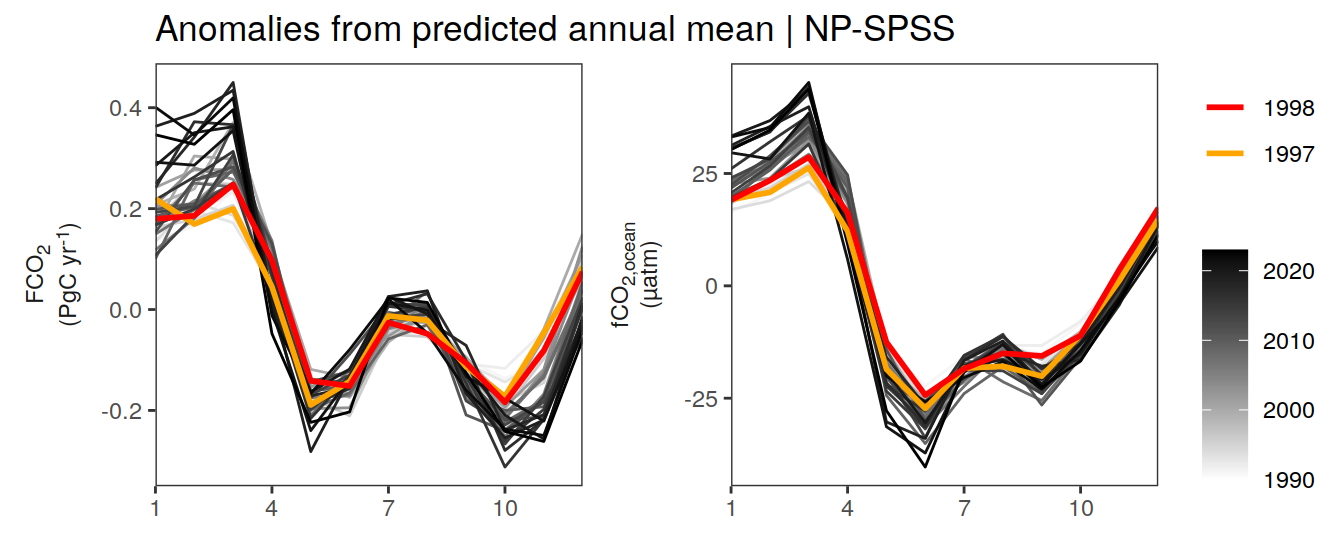 Anomalies from predicted annual mean | NP-SPSS
FCO₂
(PgC yr⁻¹)
0.4
0.2
0.0
-0.2
1 4 7 10
fCO₂,ocean
(µatm)
25
0
-25
1 4 7 10
1998
1997
2020
2010
2000
1990